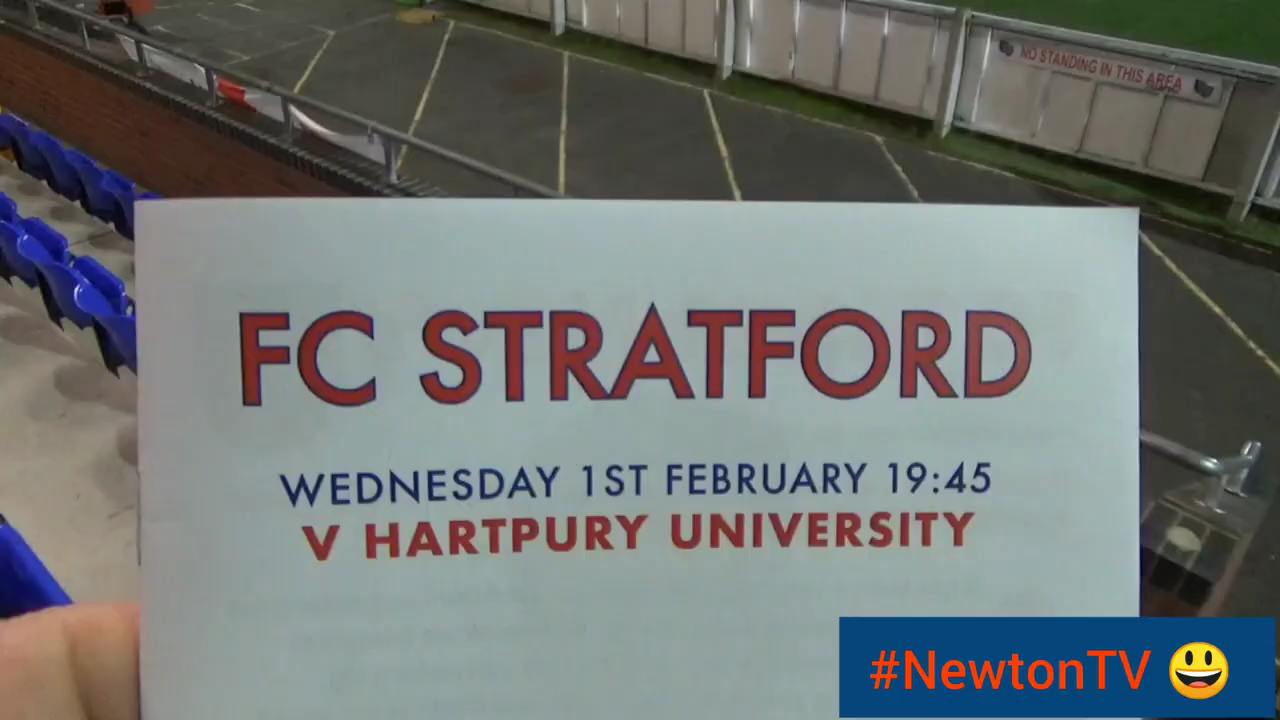 NO STANDING IN THIS AREA
FC STRATFORD
WEDNESDAY 1ST FEBRUARY 19:45
V HARTPURY UNIVERSITY
#NewtonTV 😃